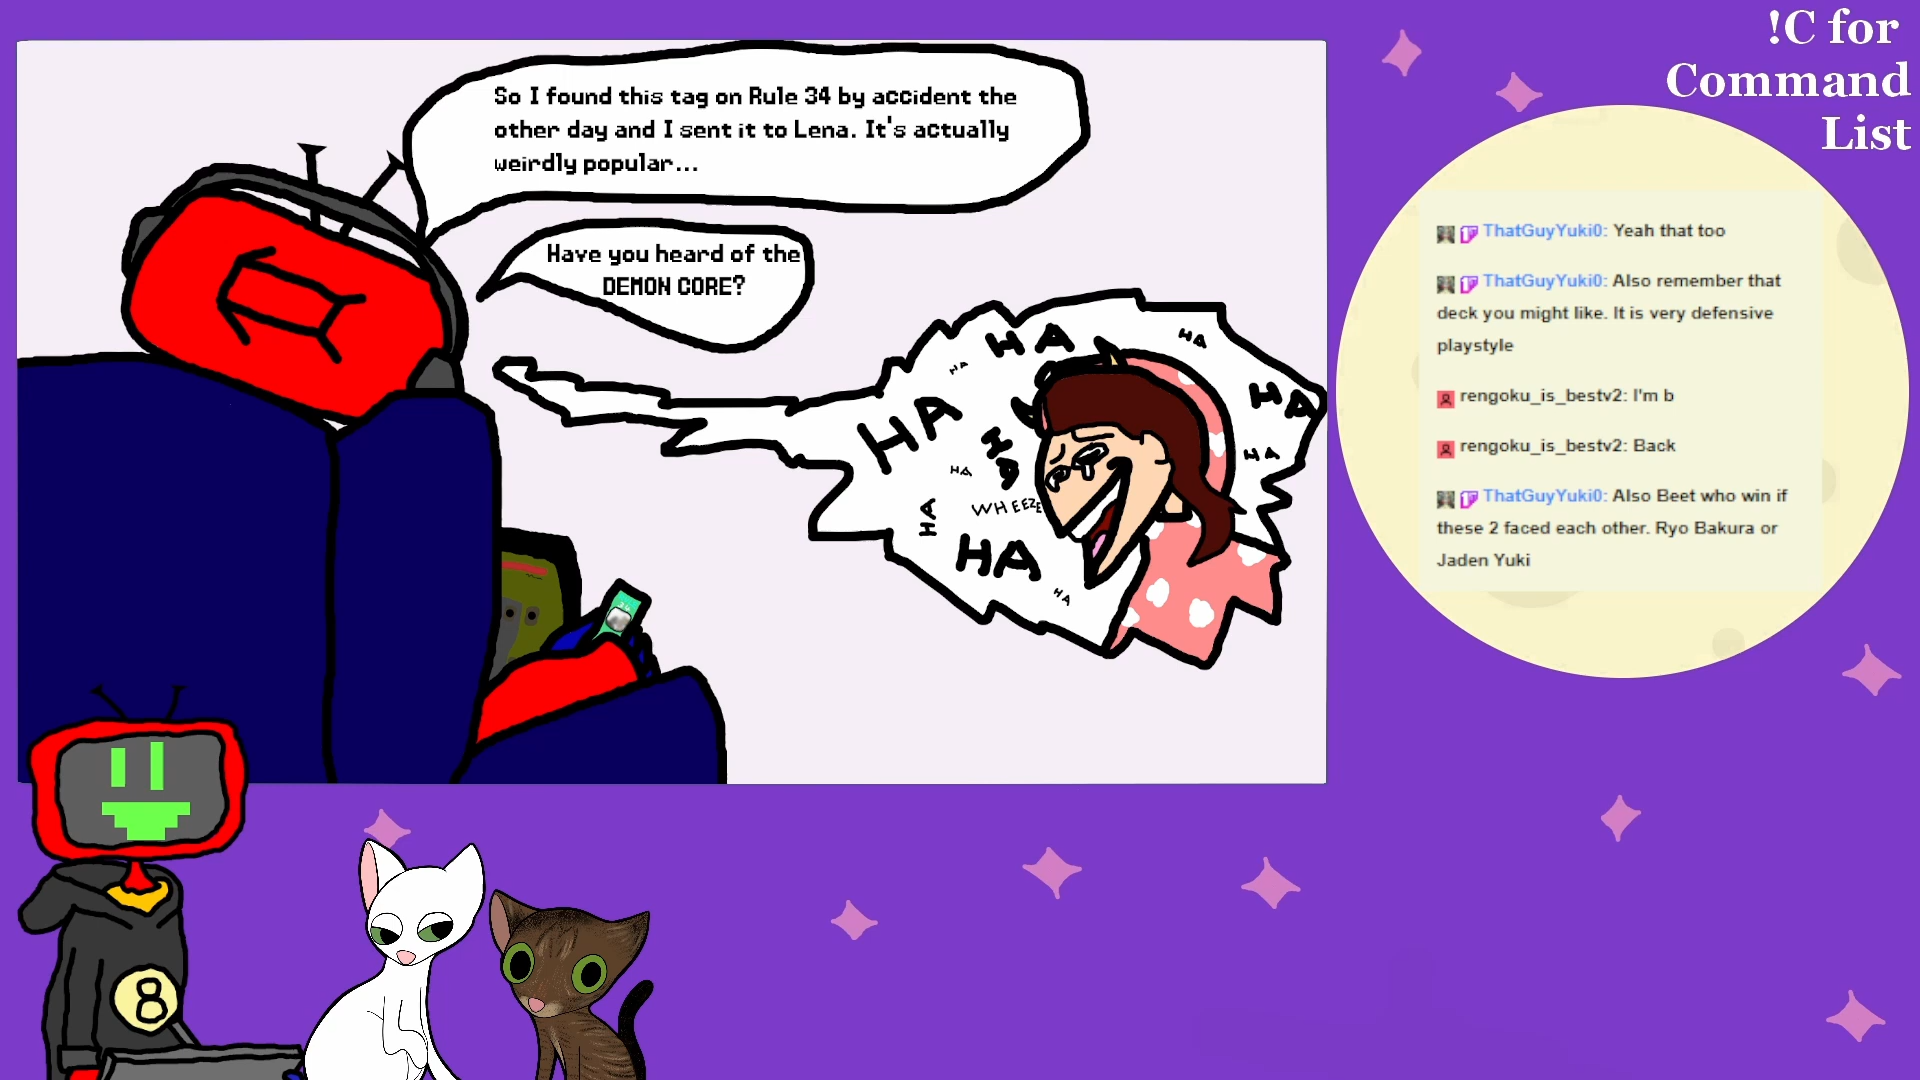 !C for
Command
List
So I found this tag on Rule 34 by accident the
other day and I sent it to Lena. It's actually
weirdly popular...
Have you heard of the
DEMON CORE?
HA HA
HA
HA
HA
HA
HA
HA
HA
HA
WHEEZE
HA
HA
ThatGuyYuki0: Yeah that too
ThatGuyYuki0: Also remember that
deck you might like. It is very defensive
playstyle
rengoku_is_bestv2: I'm b
rengoku_is_bestv2: Back
ThatGuyYuki0: Also Beet who win if
these 2 faced each other. Ryo Bakura or
Jaden Yuki
8